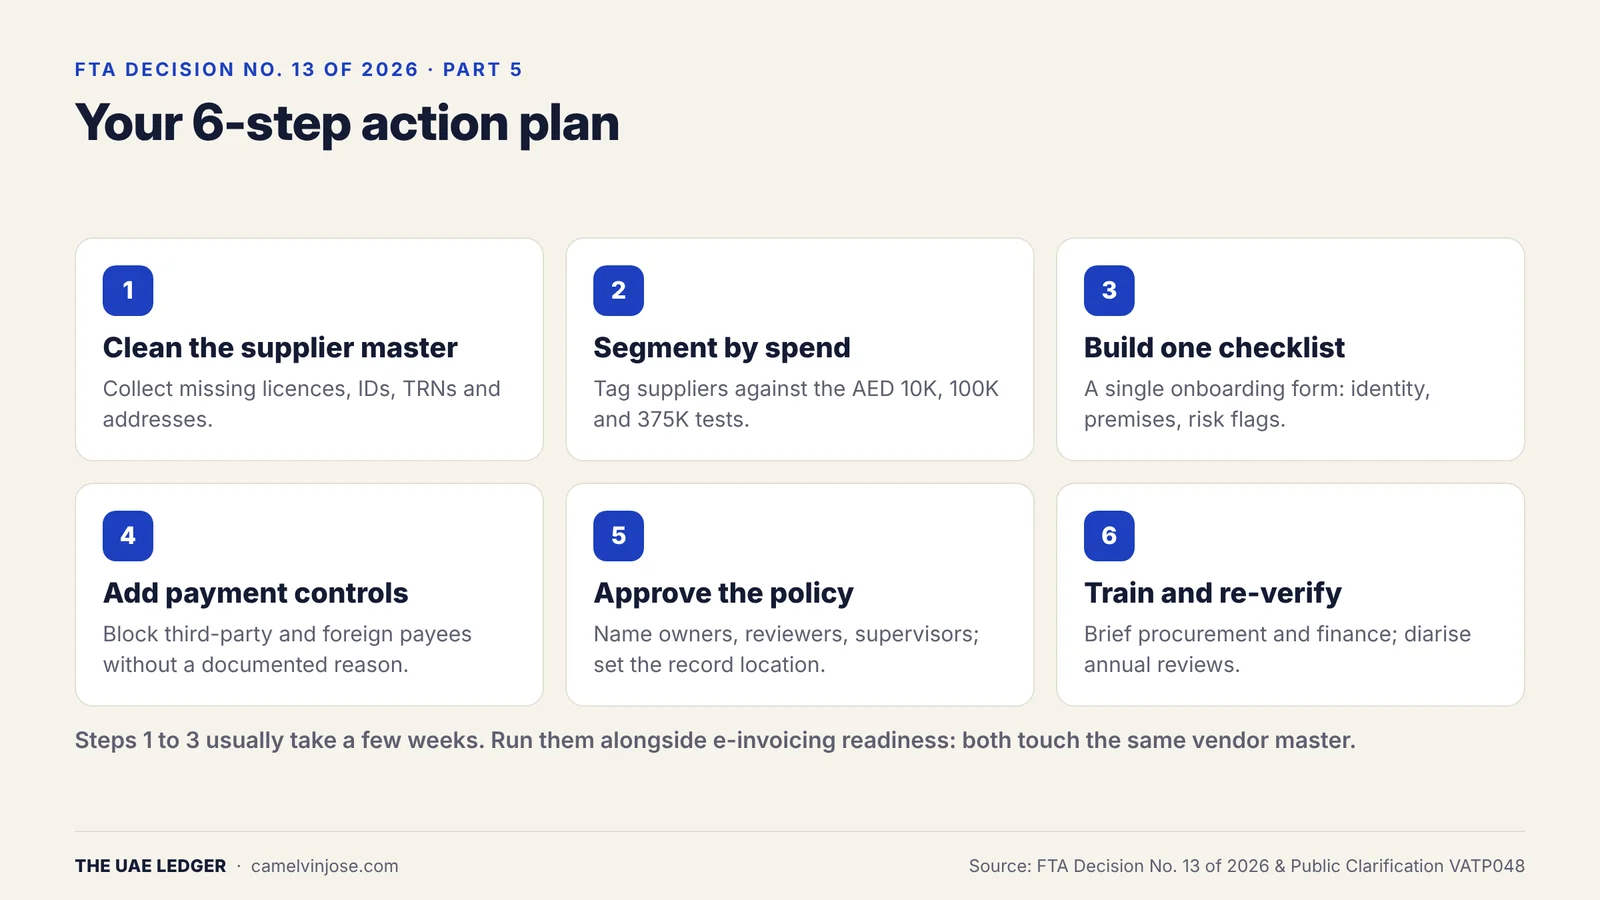 FTA DECISION NO. 13 OF 2026 · PART 5
Your 6-step action plan
1
Clean the supplier master
Collect missing licences, IDs, TRNs and
addresses.
2
Segment by spend
Tag suppliers against the AED 10K, 100K
and 375K tests.
3
Build one checklist
A single onboarding form: identity,
premises, risk flags.
4
Add payment controls
Block third-party and foreign payees
without a documented reason.
5
Approve the policy
Name owners, reviewers, supervisors;
set the record location.
6
Train and re-verify
Brief procurement and finance; diarise
annual reviews.
Steps 1 to 3 usually take a few weeks. Run them alongside e-invoicing readiness: both touch the same vendor master.
THE UAE LEDGER · camelvinjose.com
Source: FTA Decision No. 13 of 2026 & Public Clarification VATP048